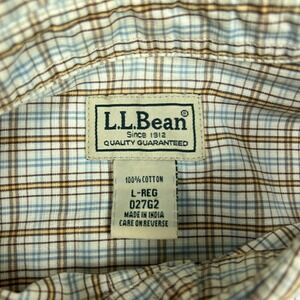 L.L.Bean®
Since 1912
QUALITY GUARANTEED
100% COTTON
L-REG
027G2
MADE IN INDIA
CARE ON REVERSE